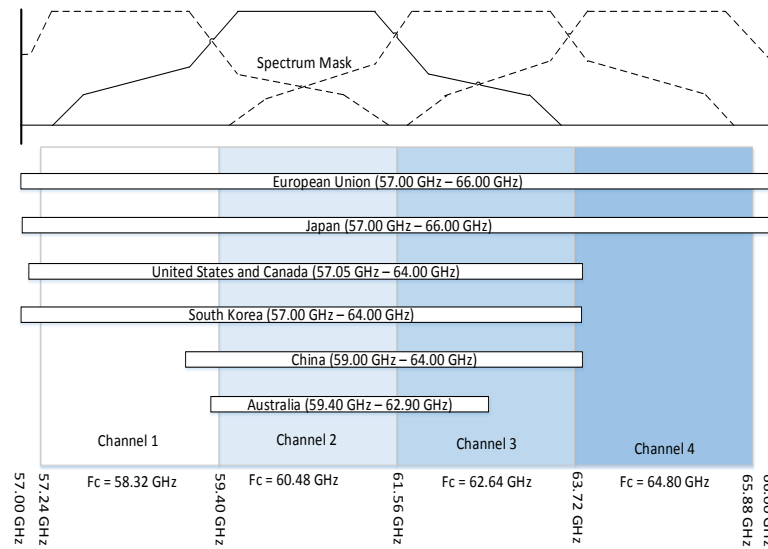 Spectrum Mask
European Union (57.00 GHz – 66.00 GHz)
Japan (57.00 GHz – 66.00 GHz)
United States and Canada (57.05 GHz – 64.00 GHz)
South Korea (57.00 GHz – 64.00 GHz)
China (59.00 GHz – 64.00 GHz)
Australia (59.40 GHz – 62.90 GHz)
Channel 1
Channel 2
Channel 3
Channel 4
Fc = 58.32 GHz
Fc = 60.48 GHz
Fc = 62.64 GHz
Fc = 64.80 GHz
57.00 GHz
57.24 GHz
59.40 GHz
61.56 GHz
63.72 GHz
65.88 GHz